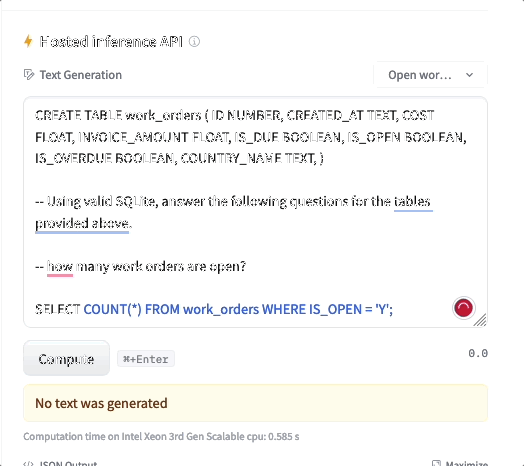 Hosted inference API
Text Generation
Open wor...
CREATE TABLE work_orders ( ID NUMBER, CREATED_AT TEXT, COST
FLOAT, INVOICE_AMOUNT FLOAT, IS_DUE BOOLEAN, IS_OPEN BOOLEAN,
IS_OVERDUE BOOLEAN, COUNTRY_NAME TEXT, )
-- Using valid SQLite, answer the following questions for the tables
provided above.
-- how many work orders are open?
SELECT COUNT(*) FROM work_orders WHERE IS_OPEN = 'Y';
Compute
⌘+Enter
0.0
No text was generated
Computation time on Intel Xeon 3rd Gen Scalable cpu: 0.585 s
</> JSON Output
Maximize